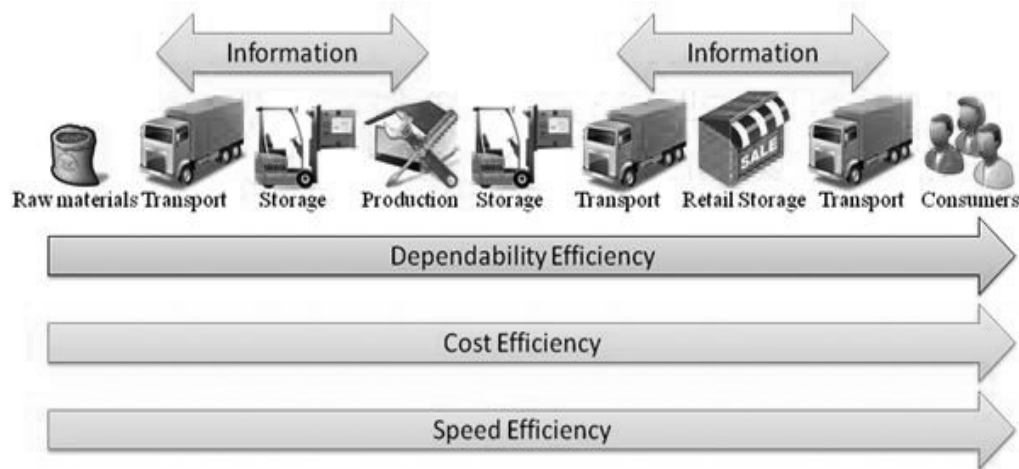 Information Information
SALE
Raw materials Transport Storage Production Storage Transport Retail Storage Transport Consumers
Dependability Efficiency
Cost Efficiency
Speed Efficiency